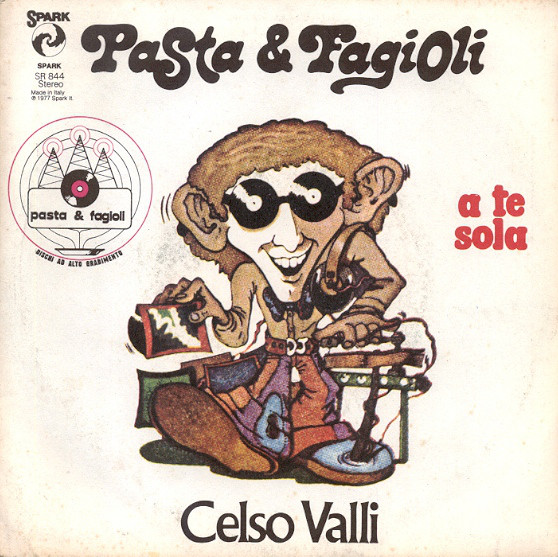 SPARK
SPARK
SR 844
Stereo
Made in Italy
℗ 1977 Spark It.
Pasta & Fagioli
pasta & fagioli
DISCHI AD ALTO GRADIMENTO
a te
sola
Celso Valli